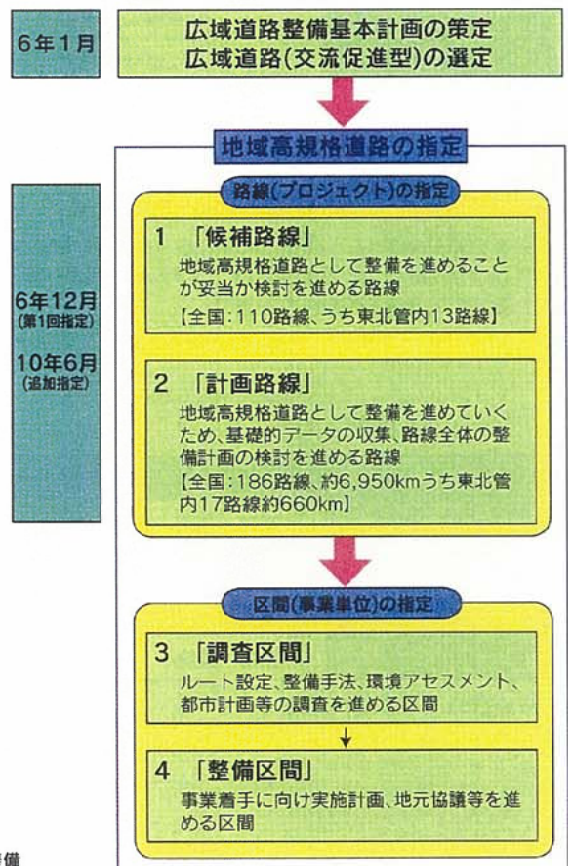 6年1月
広域道路整備基本計画の策定
広域道路(交流促進型)の選定
地域高規格道路の指定
路線(プロジェクト)の指定
6年12月
(第1回指定)
10年6月
(追加指定)
1 「候補路線」
地域高規格道路として整備を進めること
が妥当か検討を進める路線
【全国:110路線、うち東北管内13路線】
2 「計画路線」
地域高規格道路として整備を進めていく
ため、基礎的データの収集、路線全体の整
備計画の検討を進める路線
【全国:186路線、約6,950kmうち東北管
内17路線約660km】
区間(事業単位)の指定
3 「調査区間」
ルート設定、整備手法、環境アセスメント、
都市計画等の調査を進める区間
4 「整備区間」
事業着手に向け実施計画、地元協議等を進
める区間
備